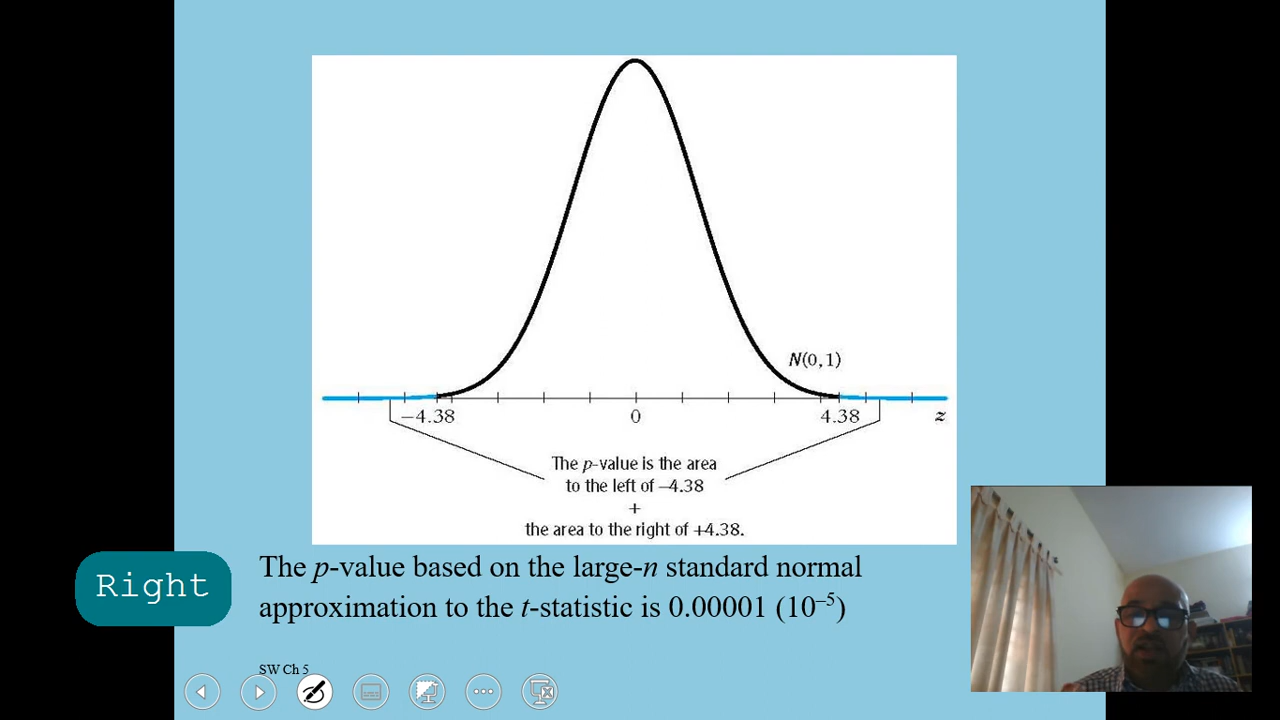 N(0,1)
−4.38 0 4.38 z
The p-value is the area
to the left of −4.38
+
the area to the right of +4.38.
The p-value based on the large-n standard normal
approximation to the t-statistic is 0.00001 (10⁻⁵)
Right
SW Ch 5